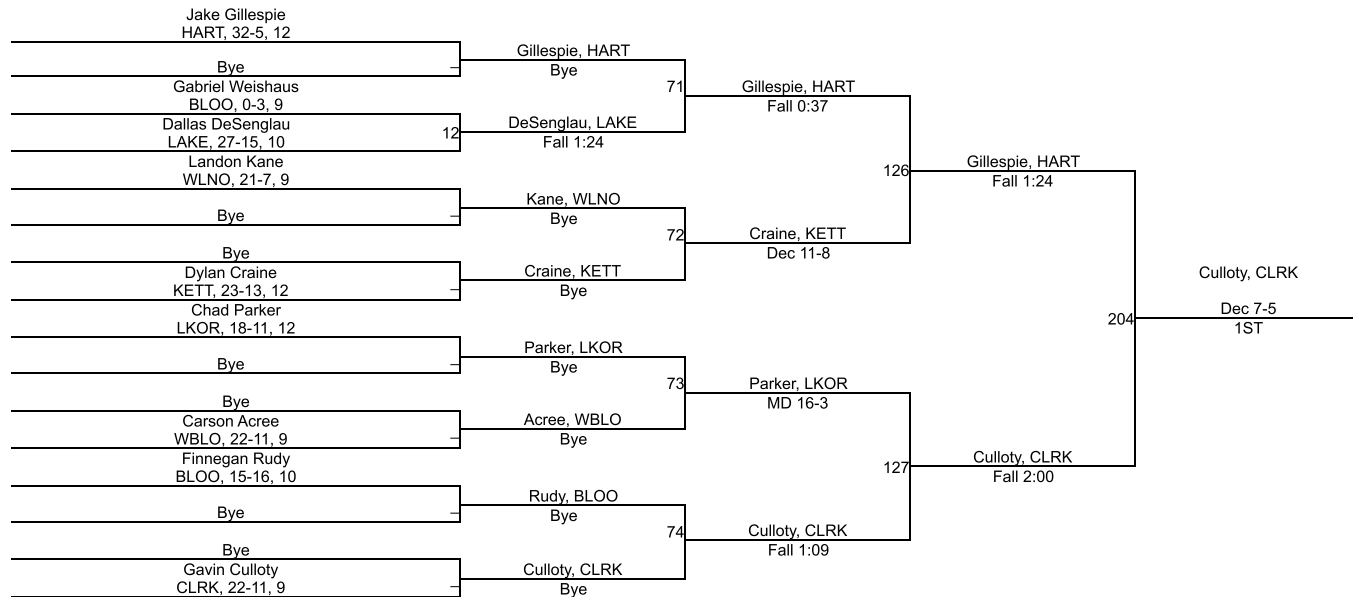 Jake Gillespie
HART, 32-5, 12
Bye
Gabriel Weishaus
BLOO, 0-3, 9
Dallas DeSenglau
LAKE, 27-15, 10
Landon Kane
WLNO, 21-7, 9
Bye
Bye
Dylan Craine
KETT, 23-13, 12
Chad Parker
LKOR, 18-11, 12
Bye
Bye
Carson Acree
WBLO, 22-11, 9
Finnegan Rudy
BLOO, 15-16, 10
Bye
Bye
Gavin Culloty
CLRK, 22-11, 9
12
Gillespie, HART
Bye
DeSenglau, LAKE
Fall 1:24
Kane, WLNO
Bye
Craine, KETT
Bye
Parker, LKOR
Bye
Acree, WBLO
Bye
Rudy, BLOO
Bye
Culloty, CLRK
Bye
71
72
73
74
Gillespie, HART
Fall 0:37
Craine, KETT
Dec 11-8
Parker, LKOR
MD 16-3
Culloty, CLRK
Fall 1:09
126
127
Gillespie, HART
Fall 1:24
Culloty, CLRK
Fall 2:00
204
Culloty, CLRK
Dec 7-5
1ST